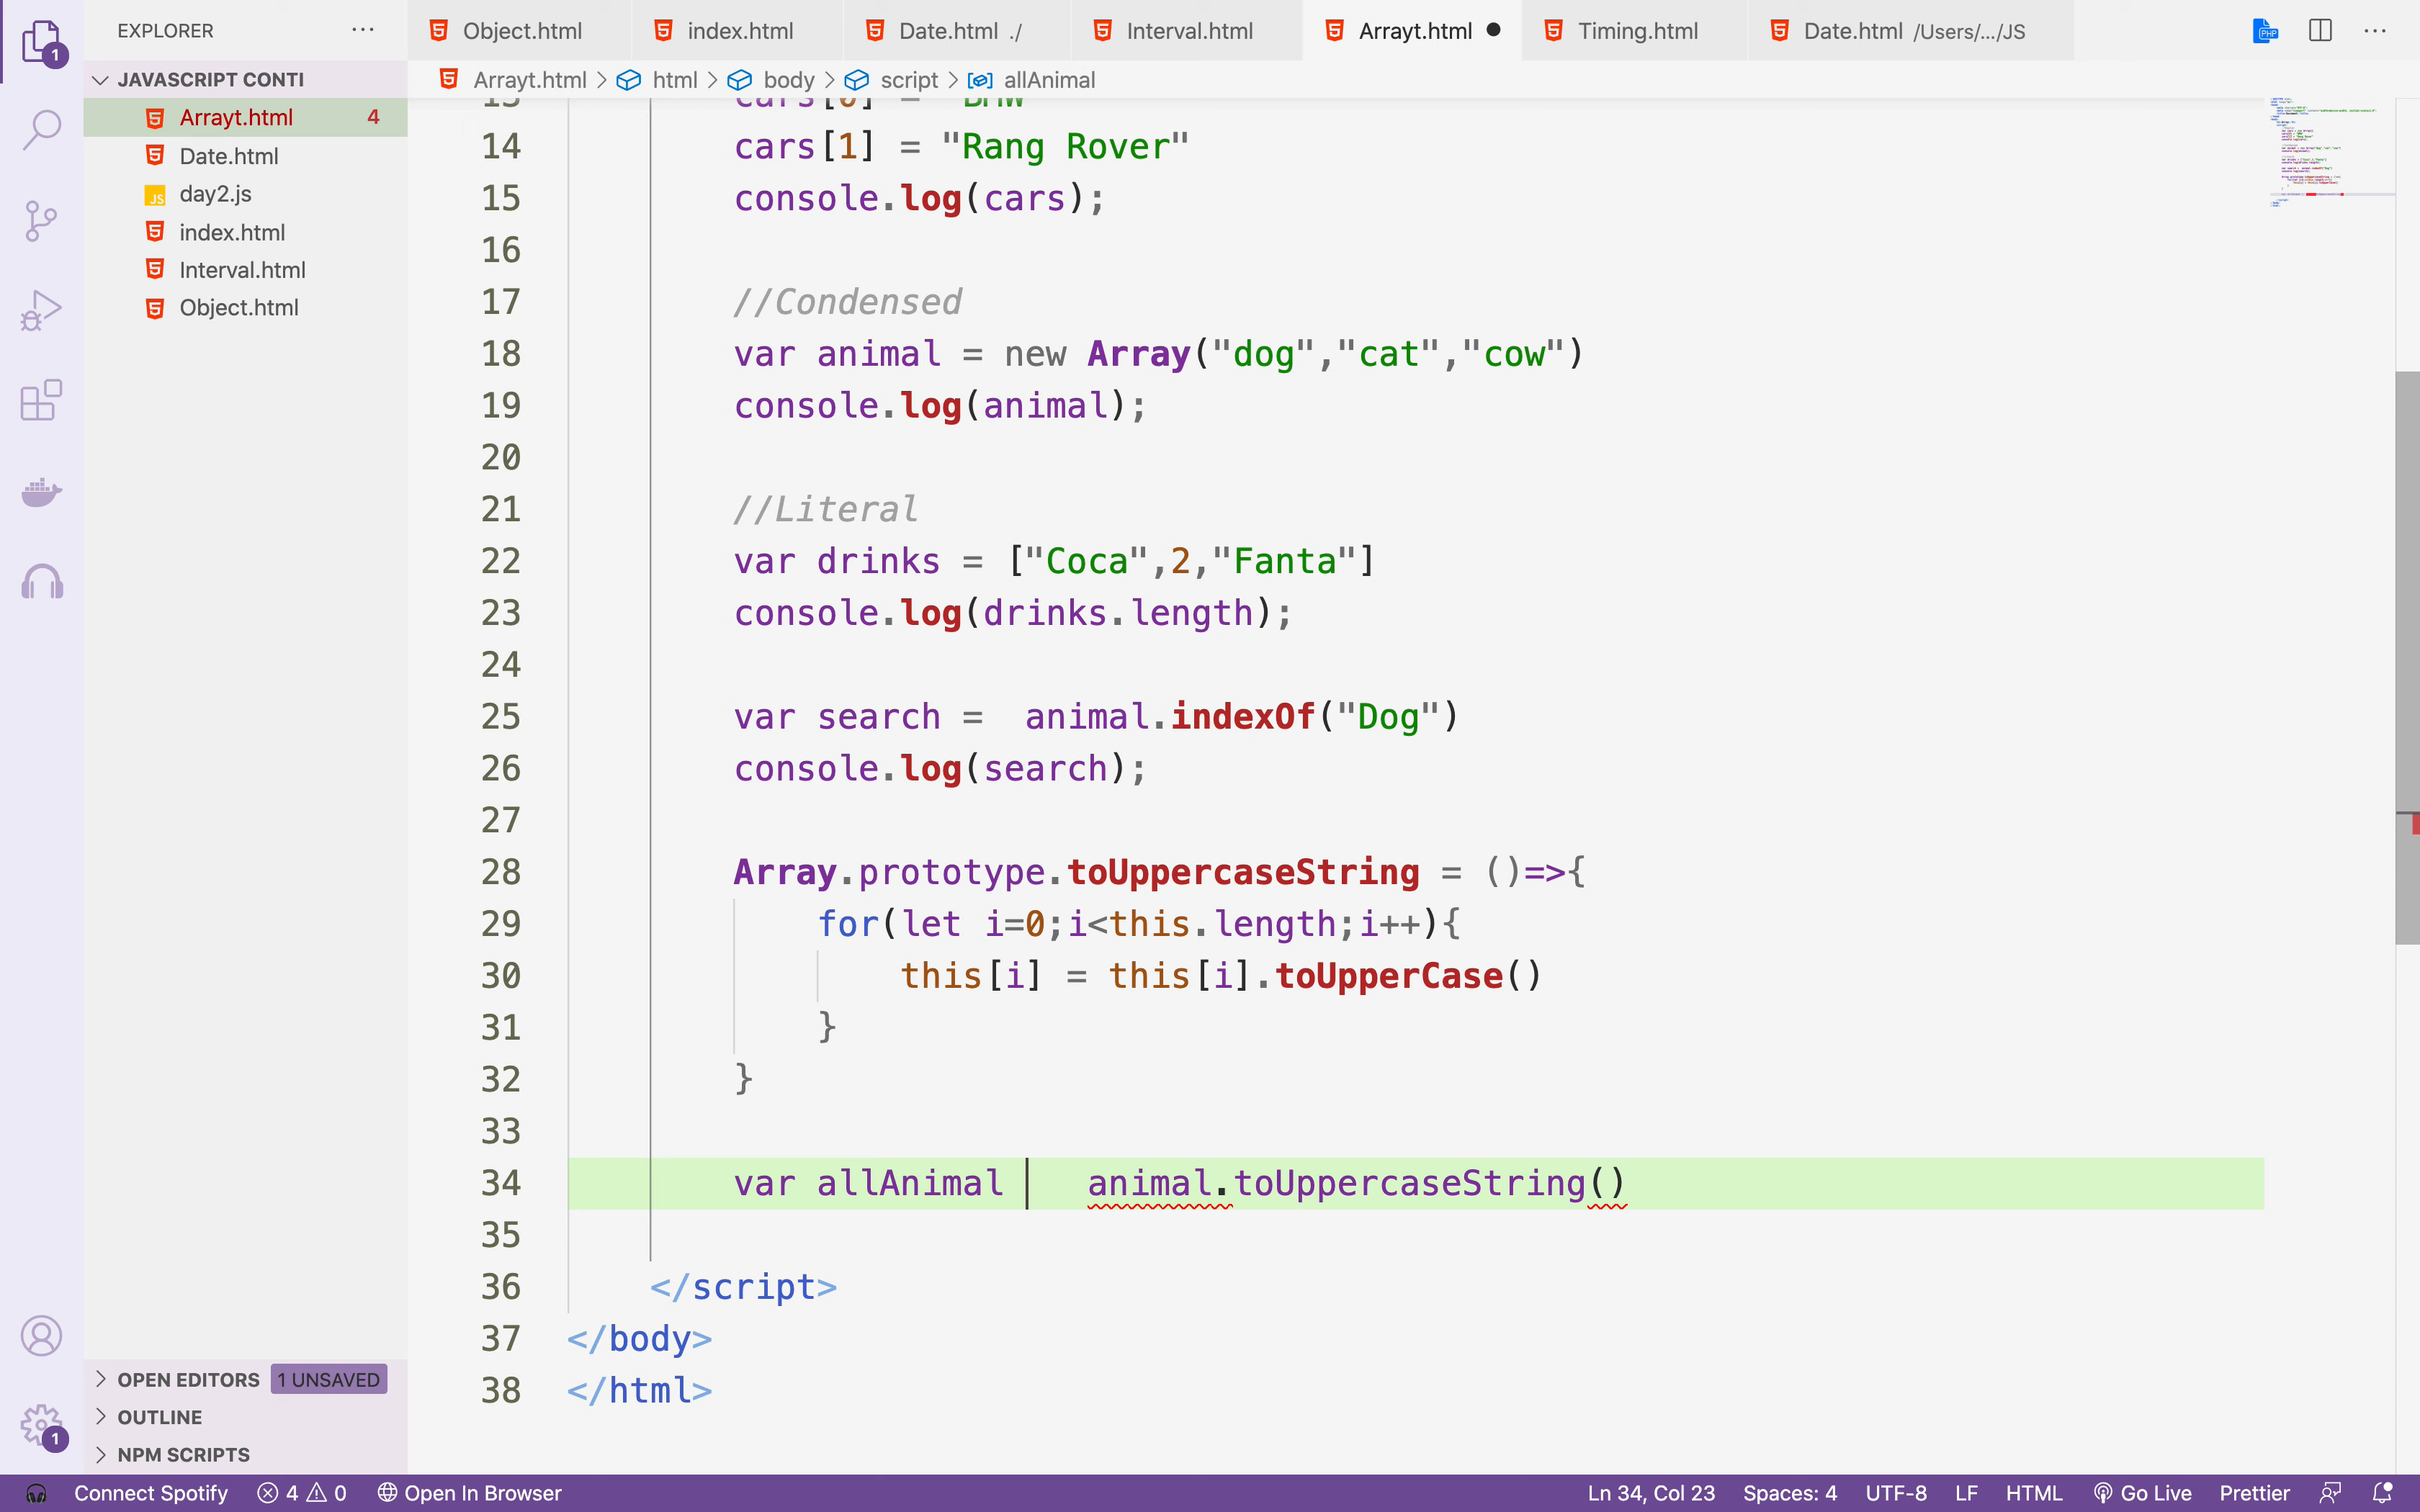 EXPLORER
···
Object.html
index.html
Date.html ./
Interval.html
Arrayt.html
Timing.html
Date.html /Users/.../JS
PHP
1
JAVASCRIPT CONTI
Arrayt.html > html > body > script > allAnimal
Arrayt.html 4
Date.html
JS day2.js
index.html
Interval.html
Object.html
13 cars[0] = "BMW"
14 cars[1] = "Rang Rover"
15 console.log(cars);
16
17 //Condensed
18 var animal = new Array("dog","cat","cow")
19 console.log(animal);
20
21 //Literal
22 var drinks = ["Coca",2,"Fanta"]
23 console.log(drinks.length);
24
25 var search =  animal.indexOf("Dog")
26 console.log(search);
27
28 Array.prototype.toUppercaseString = ()=>{
29 for(let i=0;i<this.length;i++){
30 this[i] = this[i].toUpperCase()
31 }
32 }
33
34 var allAnimal    animal.toUppercaseString()
35
36 </script>
37 </body>
38 </html>
OPEN EDITORS 1 UNSAVED
OUTLINE
NPM SCRIPTS
1
Connect Spotify
4
0
Open In Browser
Ln 34, Col 23
Spaces: 4
UTF-8
LF
HTML
Go Live
Prettier